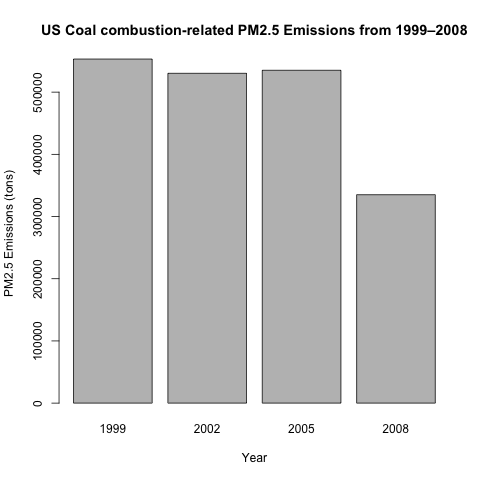 US Coal combustion-related PM2.5 Emissions from 1999–2008
PM2.5 Emissions (tons)
500000
400000
300000
200000
100000
0
1999 2002 2005 2008
Year